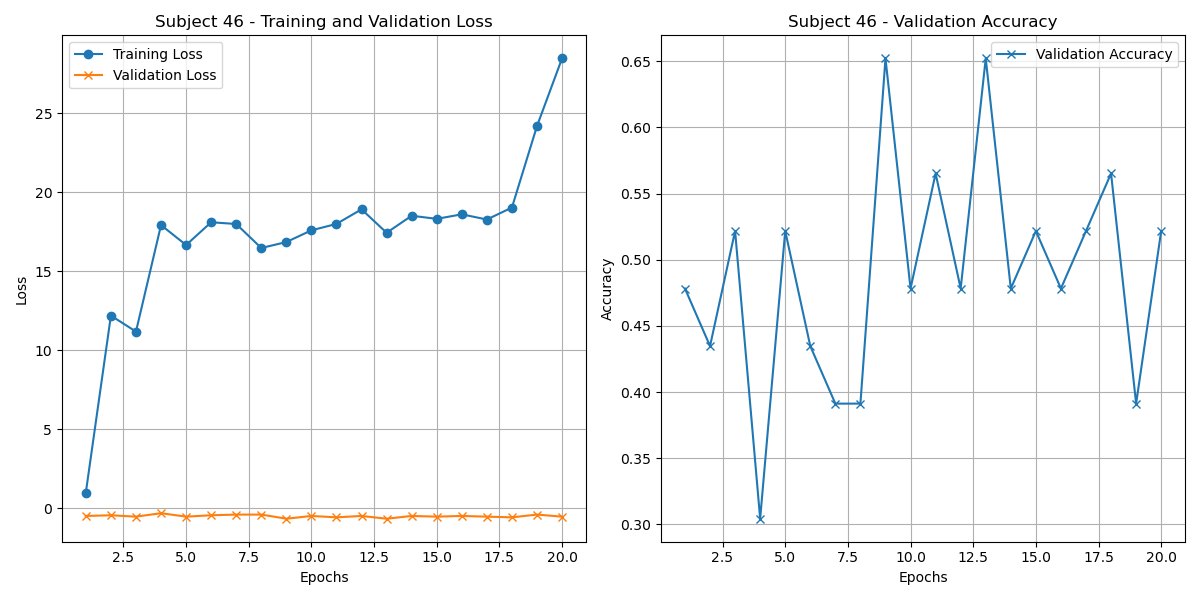 Subject 46 - Training and Validation Loss
Training Loss
Validation Loss
25
20
15
10
5
0
Loss
2.5 5.0 7.5 10.0 12.5 15.0 17.5 20.0
Epochs
Subject 46 - Validation Accuracy
Validation Accuracy
0.65
0.60
0.55
0.50
0.45
0.40
0.35
0.30
Accuracy
2.5 5.0 7.5 10.0 12.5 15.0 17.5 20.0
Epochs